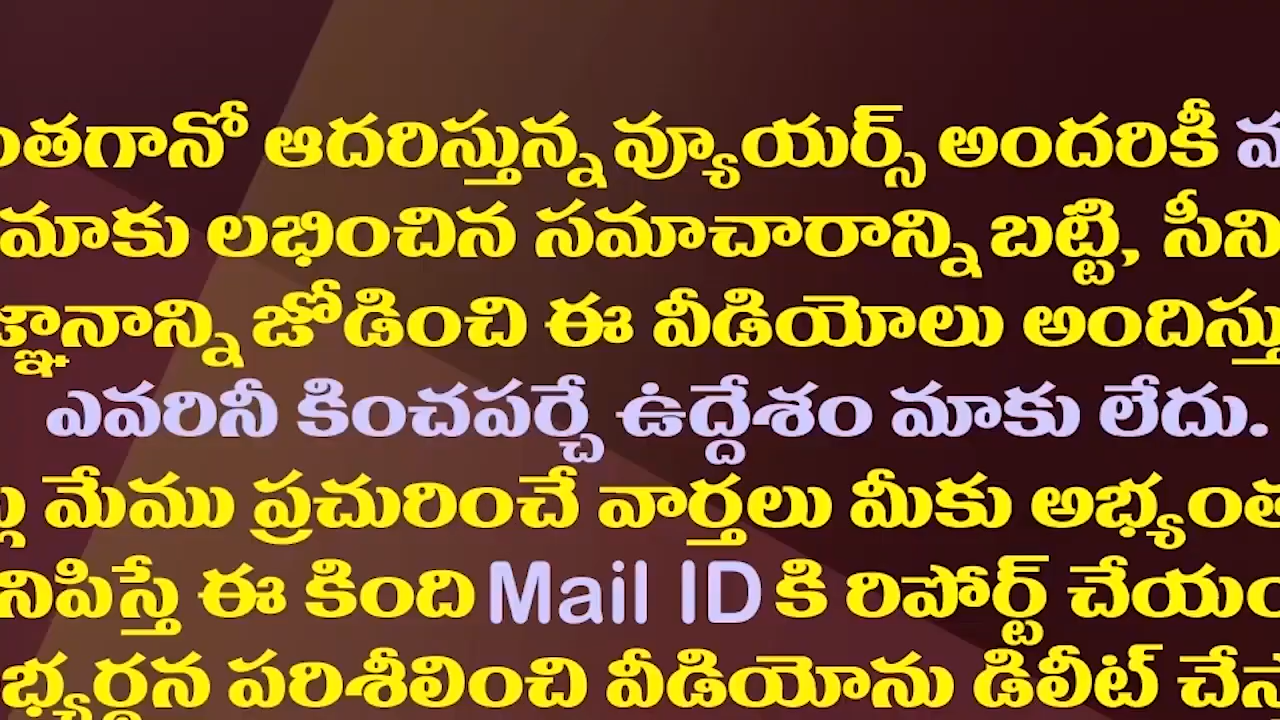 ంతగానో ఆదరిస్తున్న వ్యూయర్స్ అందరికీ
మాకు లభించిన సమాచారాన్ని బట్టి, సీని
జ్ఞానాన్ని జోడించి ఈ వీడియోలు అందిస్తు
ఎవరినీ కించపర్చే ఉద్దేశం మాకు లేదు.
మేము ప్రచురించే వార్తలు మీకు అభ్యంత
నిపిస్తే ఈ కింది Mail ID కి రిపోర్ట్ చేయం
భ్యర్థన పరిశీలించి వీడియోను డిలీట్ చేస